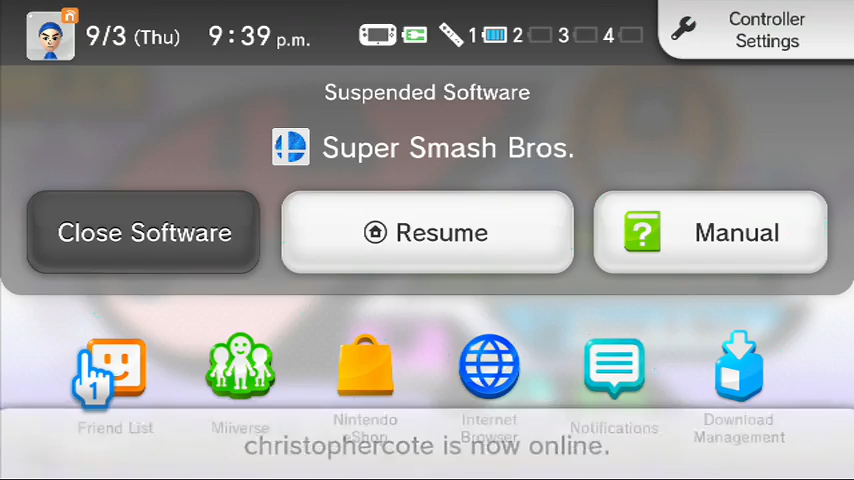 9/3 (Thu) 9:39 p.m. 1 2 3 4
Controller
Settings
Suspended Software
Super Smash Bros.
Close Software
Resume
? Manual
1
Friend List
Miiverse
Nintendo
eShop
Internet
Browser
Notifications
Download
Management
christophercote is now online.